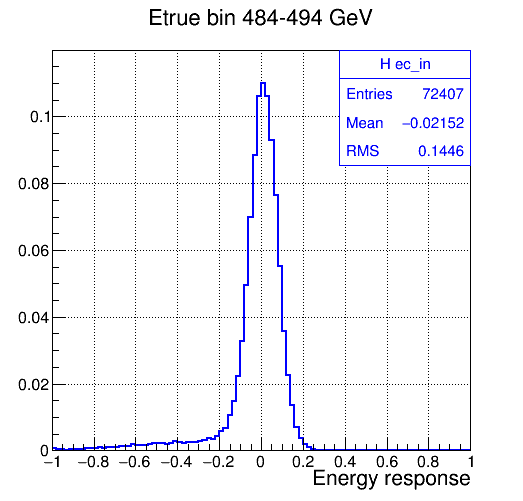 Etrue bin 484-494 GeV
H ec_in
Entries 72407
Mean −0.02152
RMS 0.1446
0.1
0.08
0.06
0.04
0.02
0
−1 −0.8 −0.6 −0.4 −0.2 0 0.2 0.4 0.6 0.8 1
Energy response